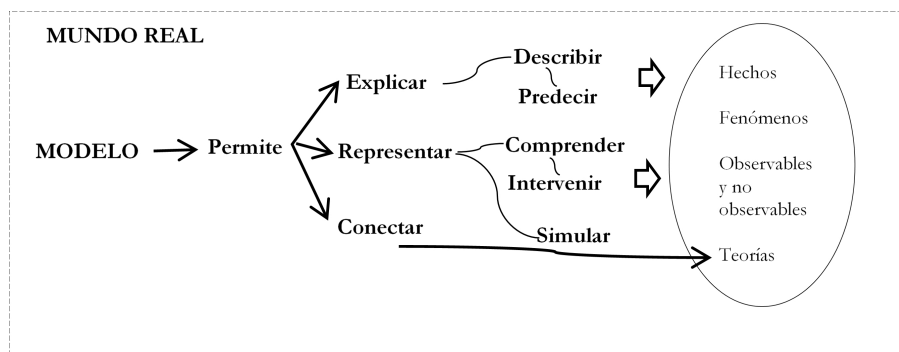 MUNDO REAL
MODELO
Permite
Explicar
Representar
Conectar
Describir
Predecir
Comprender
Intervenir
Simular
Hechos
Fenómenos
Observables
y no
observables
Teorías